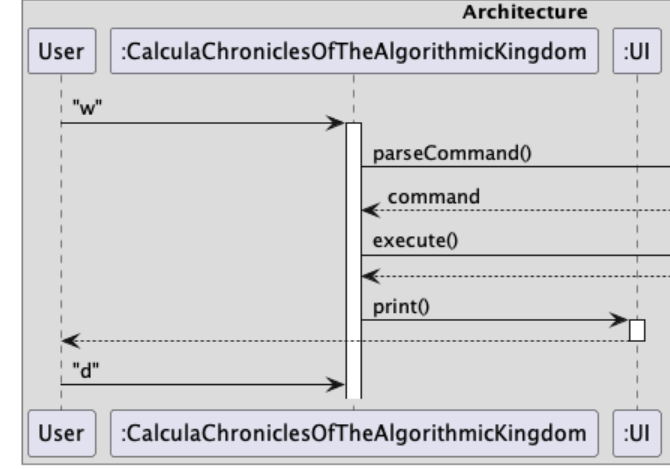 Architecture
User
:CalculaChroniclesOfTheAlgorithmicKingdom
:UI
"w"
parseCommand()
command
execute()
print()
"d"
User
:CalculaChroniclesOfTheAlgorithmicKingdom
:UI